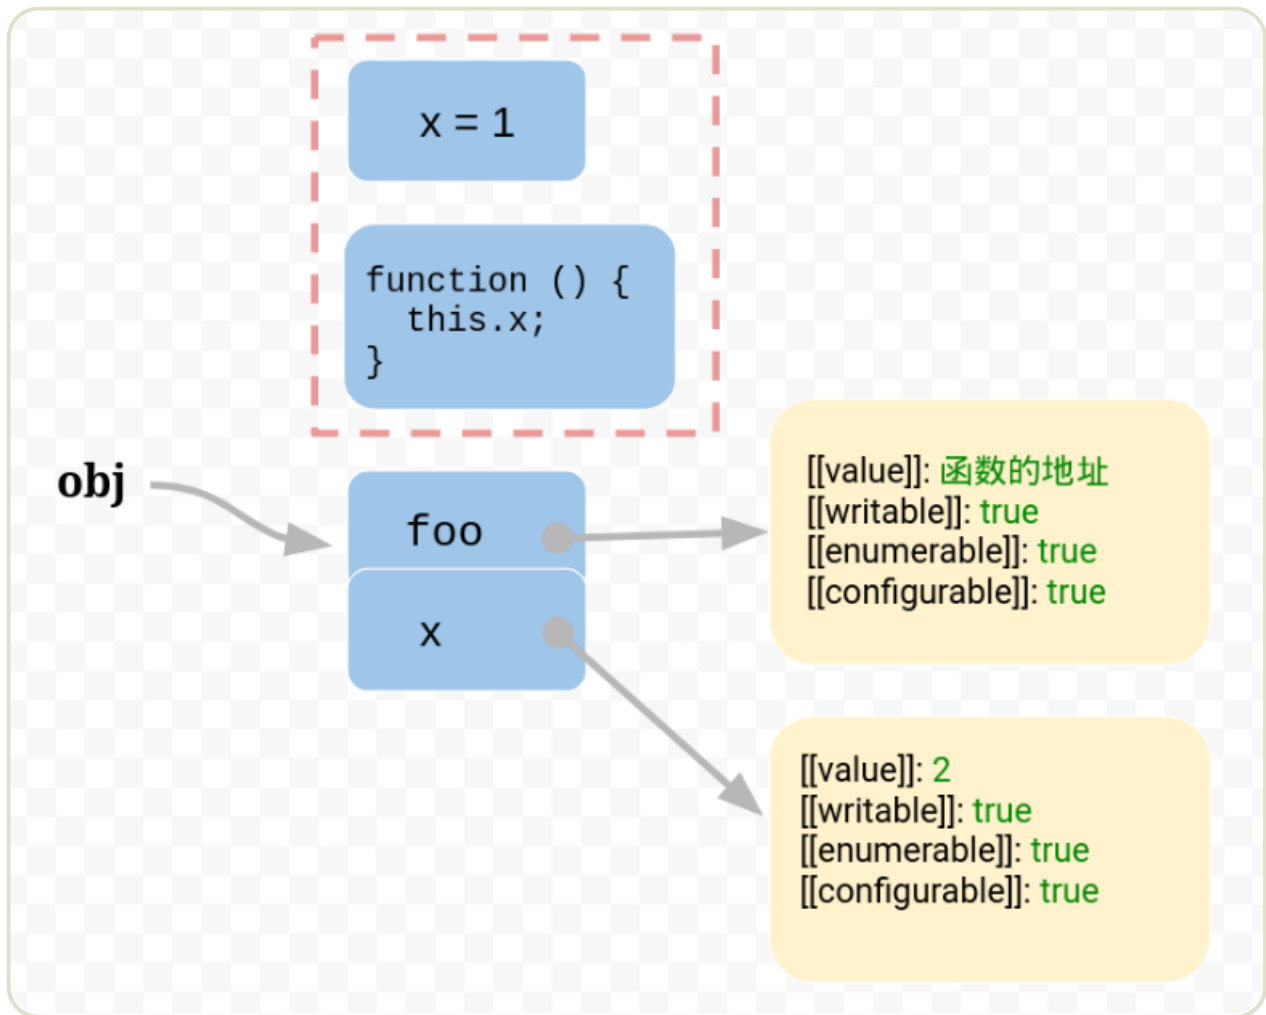 x = 1
function () {
  this.x;
}
obj
foo
x
[[value]]: 函数的地址
[[writable]]: true
[[enumerable]]: true
[[configurable]]: true
[[value]]: 2
[[writable]]: true
[[enumerable]]: true
[[configurable]]: true